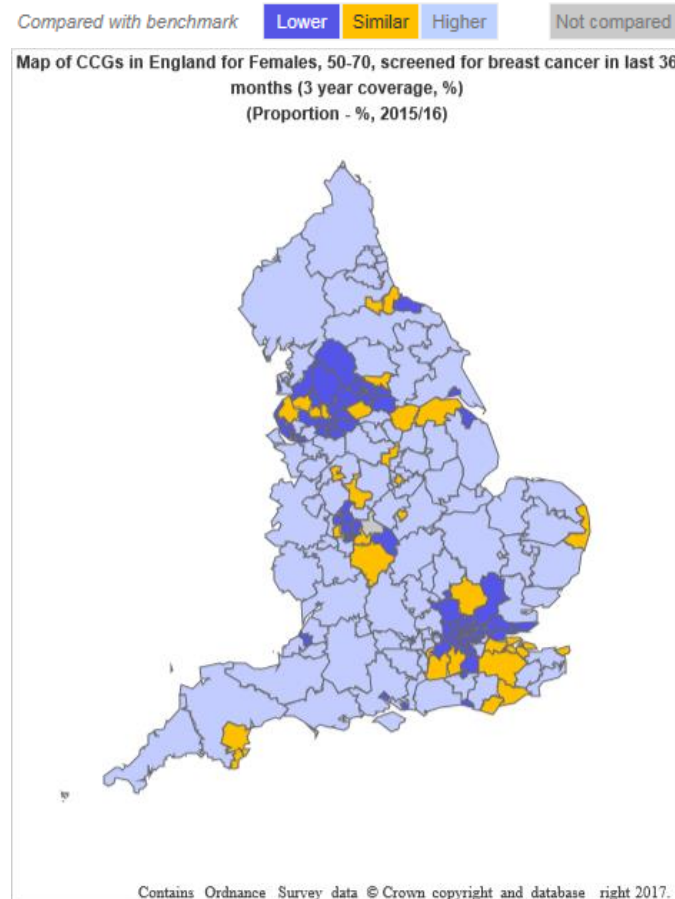 Compared with benchmark Lower Similar Higher Not compared
Map of CCGs in England for Females, 50-70, screened for breast cancer in last 36
months (3 year coverage, %)
(Proportion - %, 2015/16)
Contains Ordnance Survey data © Crown copyright and database right 2017.